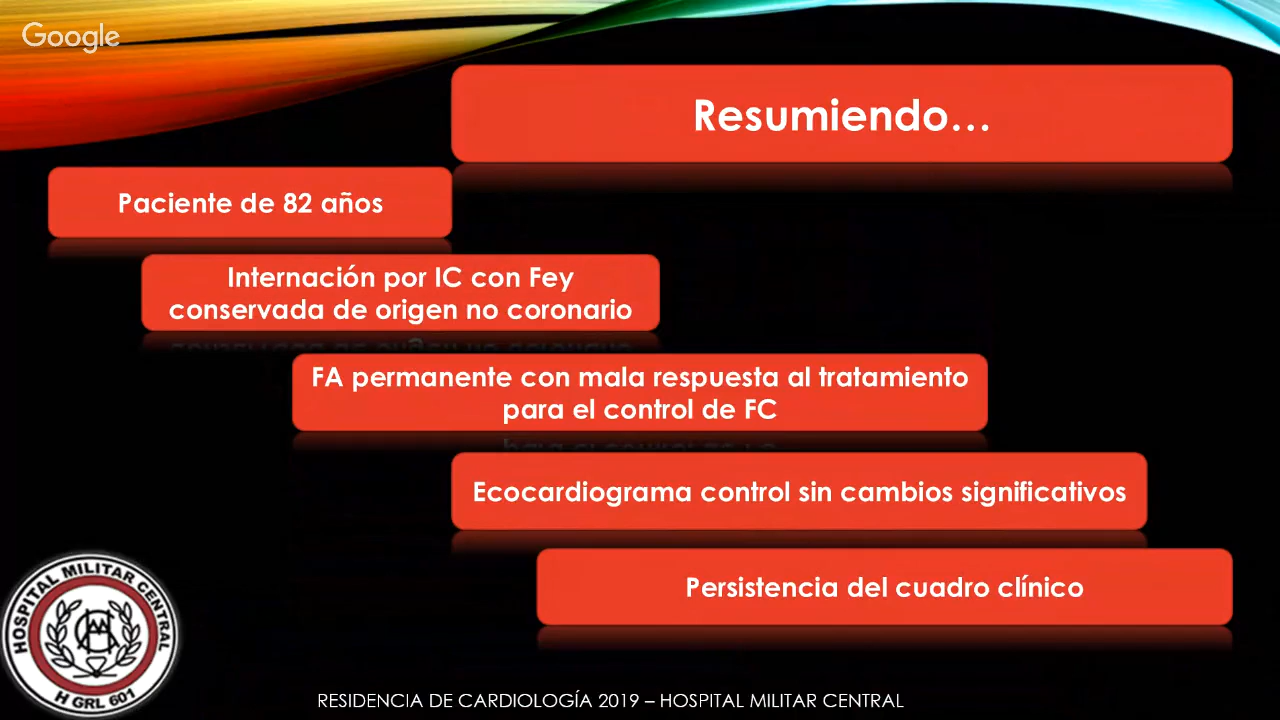 Google
Resumiendo...
Paciente de 82 años
Internación por IC con Fey
conservada de origen no coronario
FA permanente con mala respuesta al tratamiento
para el control de FC
Ecocardiograma control sin cambios significativos
Persistencia del cuadro clínico
HOSPITAL MILITAR CENTRAL
H GRL 601
RESIDENCIA DE CARDIOLOGÍA 2019 – HOSPITAL MILITAR CENTRAL